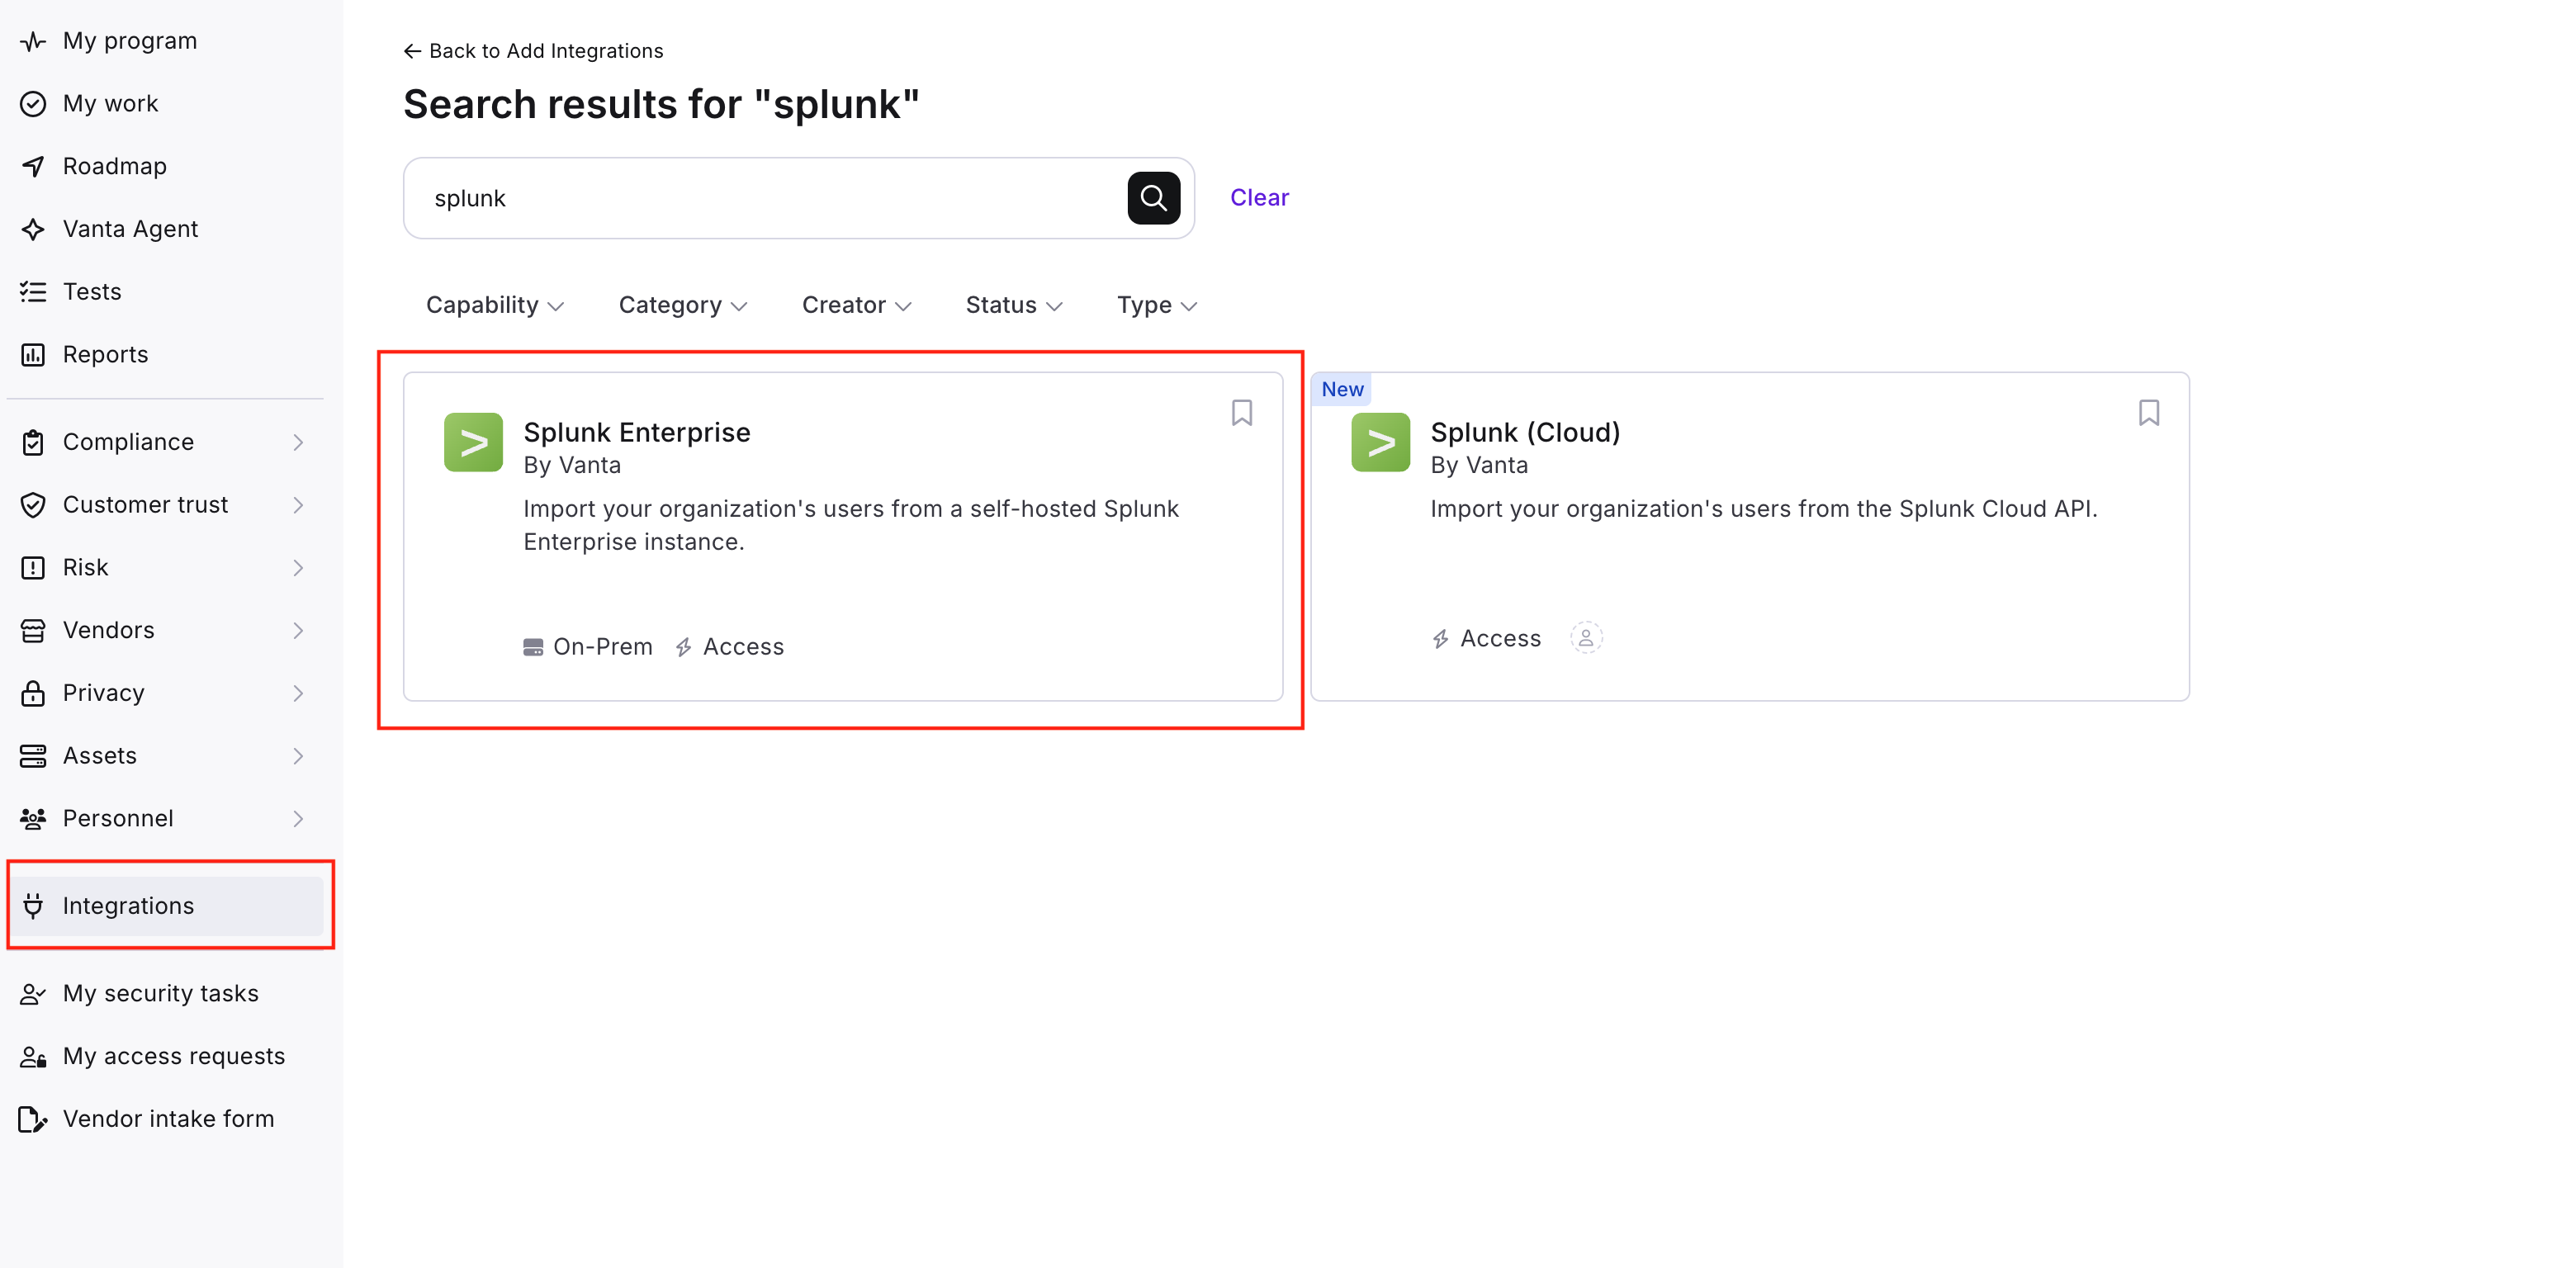 My program
My work
Roadmap
Vanta Agent
Tests
Reports
Compliance
Customer trust
Risk
Vendors
Privacy
Assets
Personnel
Integrations
My security tasks
My access requests
Vendor intake form
Back to Add Integrations
Search results for "splunk"
splunk
Clear
Capability Category Creator Status Type
Splunk Enterprise
By Vanta
Import your organization's users from a self-hosted Splunk
Enterprise instance.
On-Prem Access
New
Splunk (Cloud)
By Vanta
Import your organization's users from the Splunk Cloud API.
Access